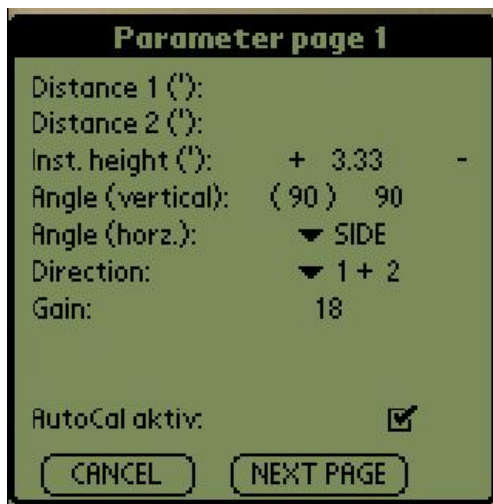 Parameter page 1
Distance 1 ('):
Distance 2 ('):
Inst. height ('): + 3.33 -
Angle (vertical): (90) 90
Angle (horz.): SIDE
Direction: 1 + 2
Gain: 18
AutoCal aktiv:
CANCEL NEXT PAGE